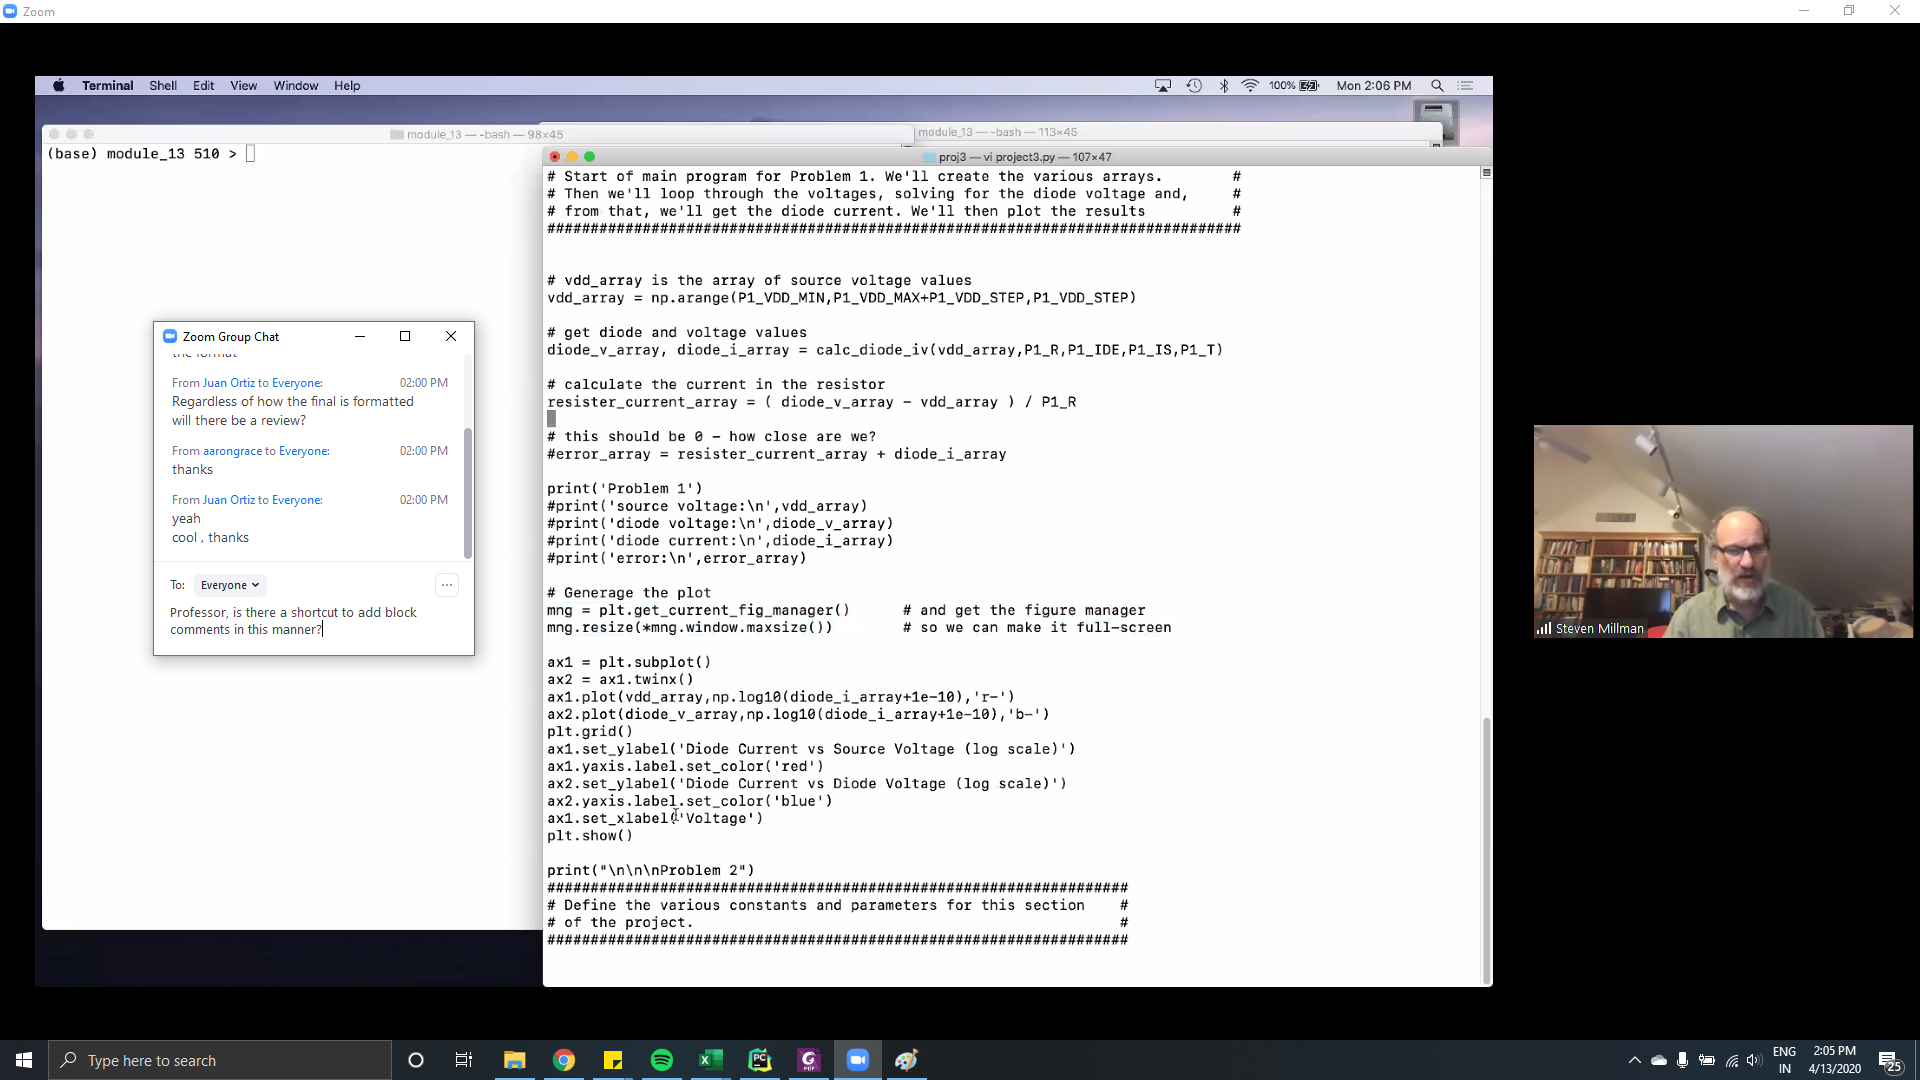 Zoom
Terminal Shell Edit View Window Help
100% Mon 2:06 PM
module_13 — -bash — 98×45
module_13 — -bash — 113×45
(base) module_13 510 >
proj3 — vi project3.py — 107×47
# Start of main program for Problem 1. We'll create the various arrays. #
# Then we'll loop through the voltages, solving for the diode voltage and, #
# from that, we'll get the diode current. We'll then plot the results #
################################################################################
# vdd_array is the array of source voltage values
vdd_array = np.arange(P1_VDD_MIN,P1_VDD_MAX+P1_VDD_STEP,P1_VDD_STEP)
# get diode and voltage values
diode_v_array, diode_i_array = calc_diode_iv(vdd_array,P1_R,P1_IDE,P1_IS,P1_T)
# calculate the current in the resistor
resister_current_array = ( diode_v_array - vdd_array ) / P1_R
# this should be 0 - how close are we?
#error_array = resister_current_array + diode_i_array
print('Problem 1')
#print('source voltage:\n',vdd_array)
#print('diode voltage:\n',diode_v_array)
#print('diode current:\n',diode_i_array)
#print('error:\n',error_array)
# Generage the plot
mng = plt.get_current_fig_manager() # and get the figure manager
mng.resize(*mng.window.maxsize()) # so we can make it full-screen
ax1 = plt.subplot()
ax2 = ax1.twinx()
ax1.plot(vdd_array,np.log10(diode_i_array+1e-10),'r-')
ax2.plot(diode_v_array,np.log10(diode_i_array+1e-10),'b-')
plt.grid()
ax1.set_ylabel('Diode Current vs Source Voltage (log scale)')
ax1.yaxis.label.set_color('red')
ax2.set_ylabel('Diode Current vs Diode Voltage (log scale)')
ax2.yaxis.label.set_color('blue')
ax1.set_xlabel('Voltage')
plt.show()
print("\n\n\nProblem 2")
###################################################################
# Define the various constants and parameters for this section #
# of the project. #
###################################################################
Zoom Group Chat
the format
From Juan Ortiz to Everyone: 02:00 PM
Regardless of how the final is formatted
will there be a review?
From aarongrace to Everyone: 02:00 PM
thanks
From Juan Ortiz to Everyone: 02:00 PM
yeah
cool , thanks
To: Everyone
Professor, is there a shortcut to add block
comments in this manner?
Steven Millman
Type here to search
ENG
IN
2:05 PM
4/13/2020
25